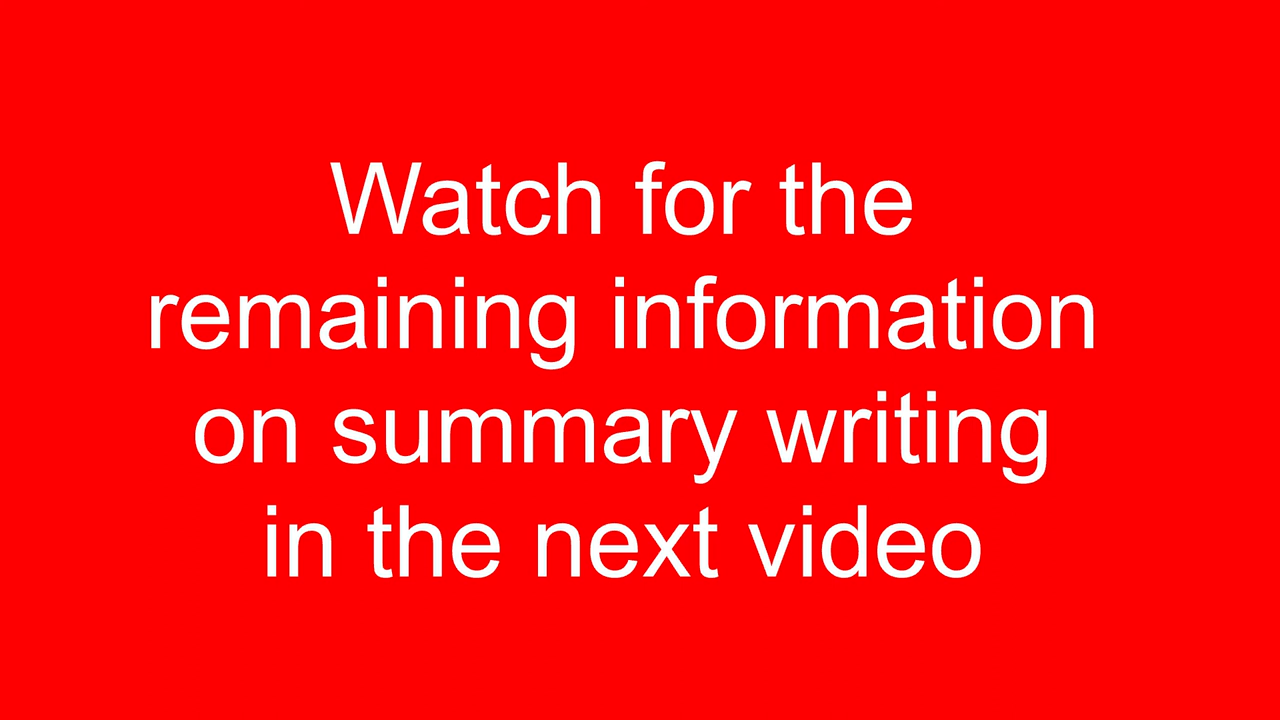 Watch for the
remaining information
on summary writing
in the next video